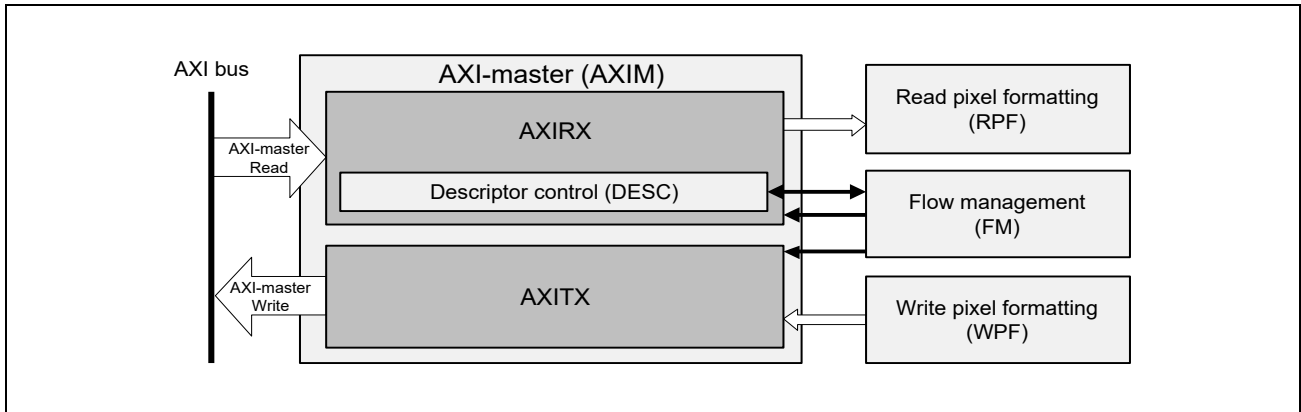 AXI bus
AXI-master (AXIM)
AXIRX
AXI-master
Read
Descriptor control (DESC)
AXITX
AXI-master
Write
Read pixel formatting
(RPF)
Flow management
(FM)
Write pixel formatting
(WPF)